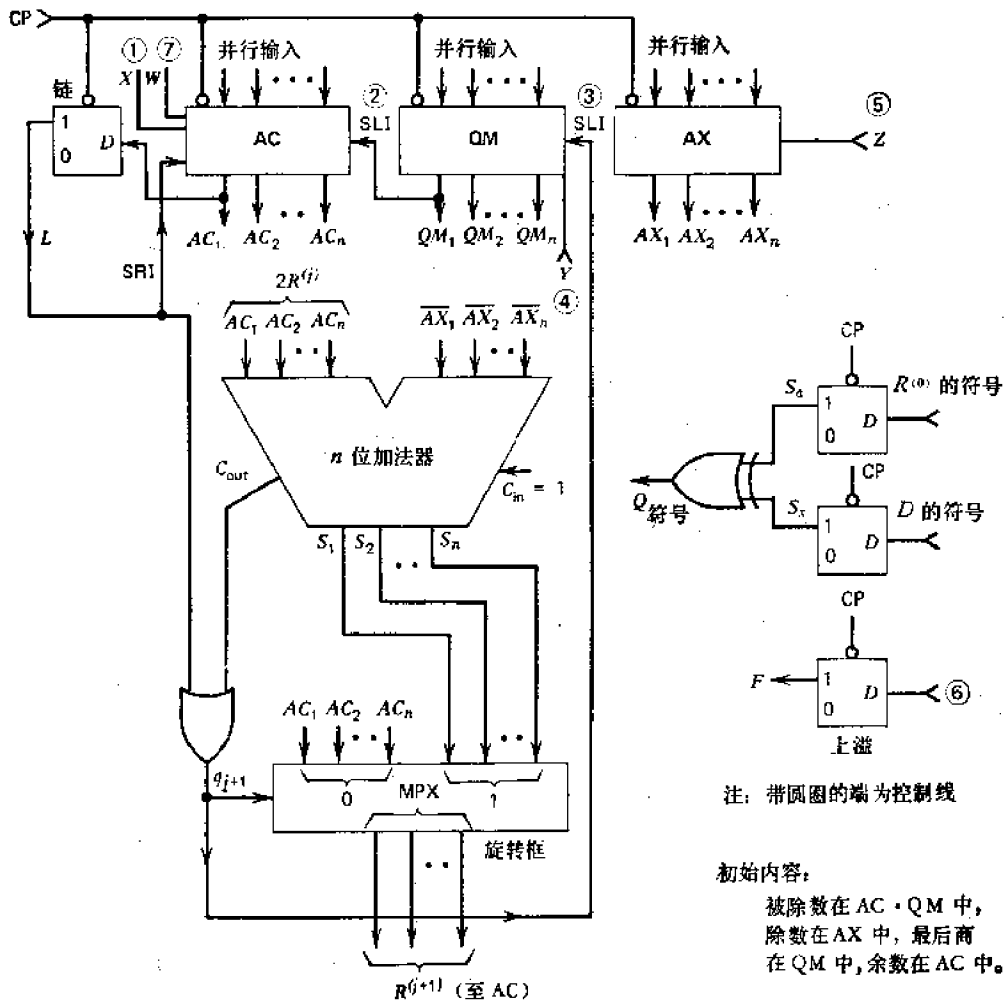 CP
① ⑦
X W
并行输入
并行输入
并行输入
链
1
0
D
AC
②
SLI
QM
③
SLI
AX
⑤
Z
L
SRI
AC₁ AC₂ ACₙ
QM₁ QM₂ QMₙ
Y
④
AX₁ AX₂ AXₙ
2R⁽ʲ⁾
AC₁ AC₂ ACₙ
A̅X̅₁ A̅X̅₂ A̅X̅ₙ
n 位加法器
Cout
Cin = 1
S₁ S₂ Sₙ
CP
Sₐ
1
0
D
R⁽⁰⁾ 的符号
Q符号
CP
Sₓ
1
0
D
D 的符号
CP
F
1
0
D
⑥
上溢
AC₁ AC₂ ACₙ
qj+1
0
MPX
1
旋转框
R⁽ʲ⁺¹⁾ (至 AC)
注: 带圆圈的端为控制线
初始内容:
被除数在 AC·QM 中,
除数在 AX 中, 最后商
在 QM 中, 余数在 AC 中。